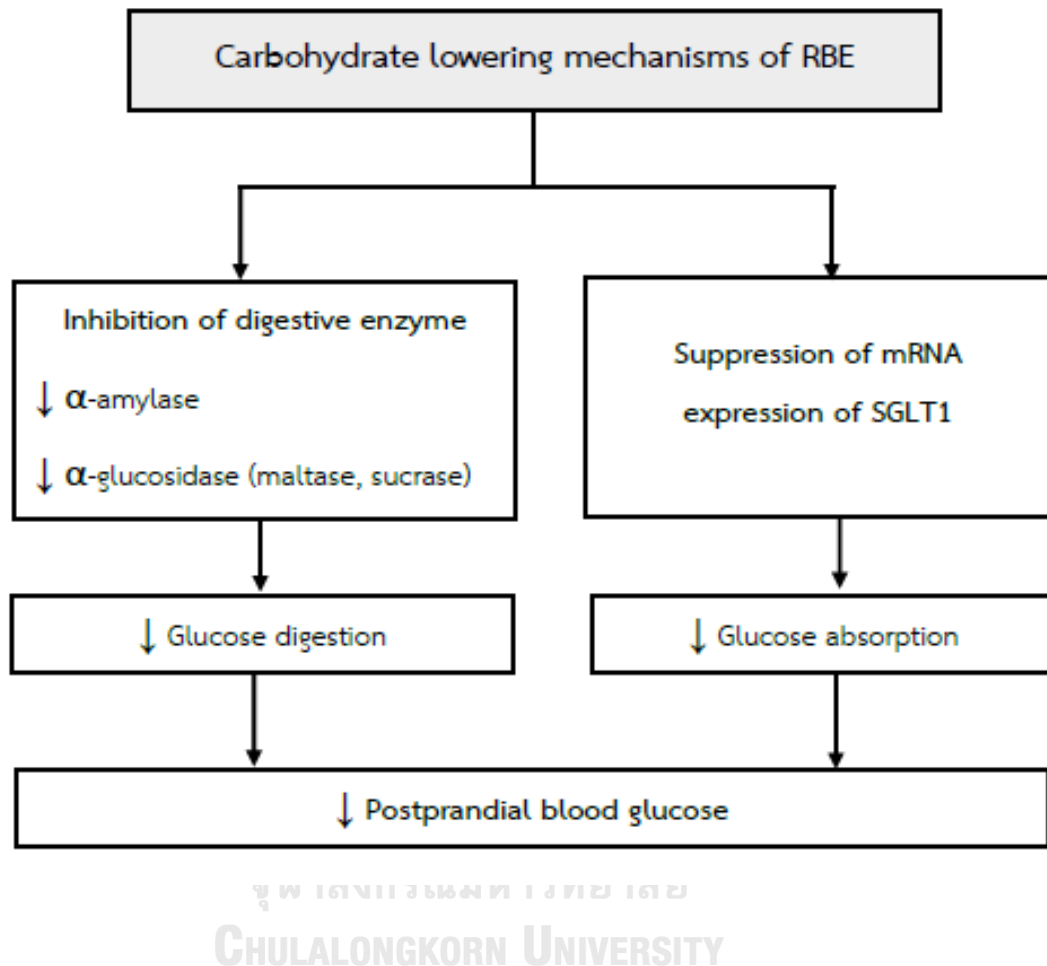 Carbohydrate lowering mechanisms of RBE
Inhibition of digestive enzyme
↓ α-amylase
↓ α-glucosidase (maltase, sucrase)
Suppression of mRNA
expression of SGLT1
↓ Glucose digestion
↓ Glucose absorption
↓ Postprandial blood glucose
CHULALONGKORN UNIVERSITY